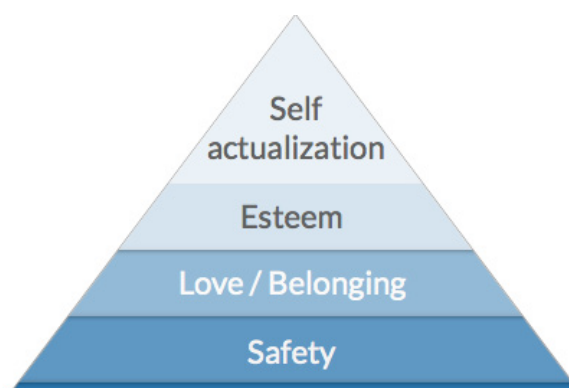 Self
actualization
Esteem
Love / Belonging
Safety